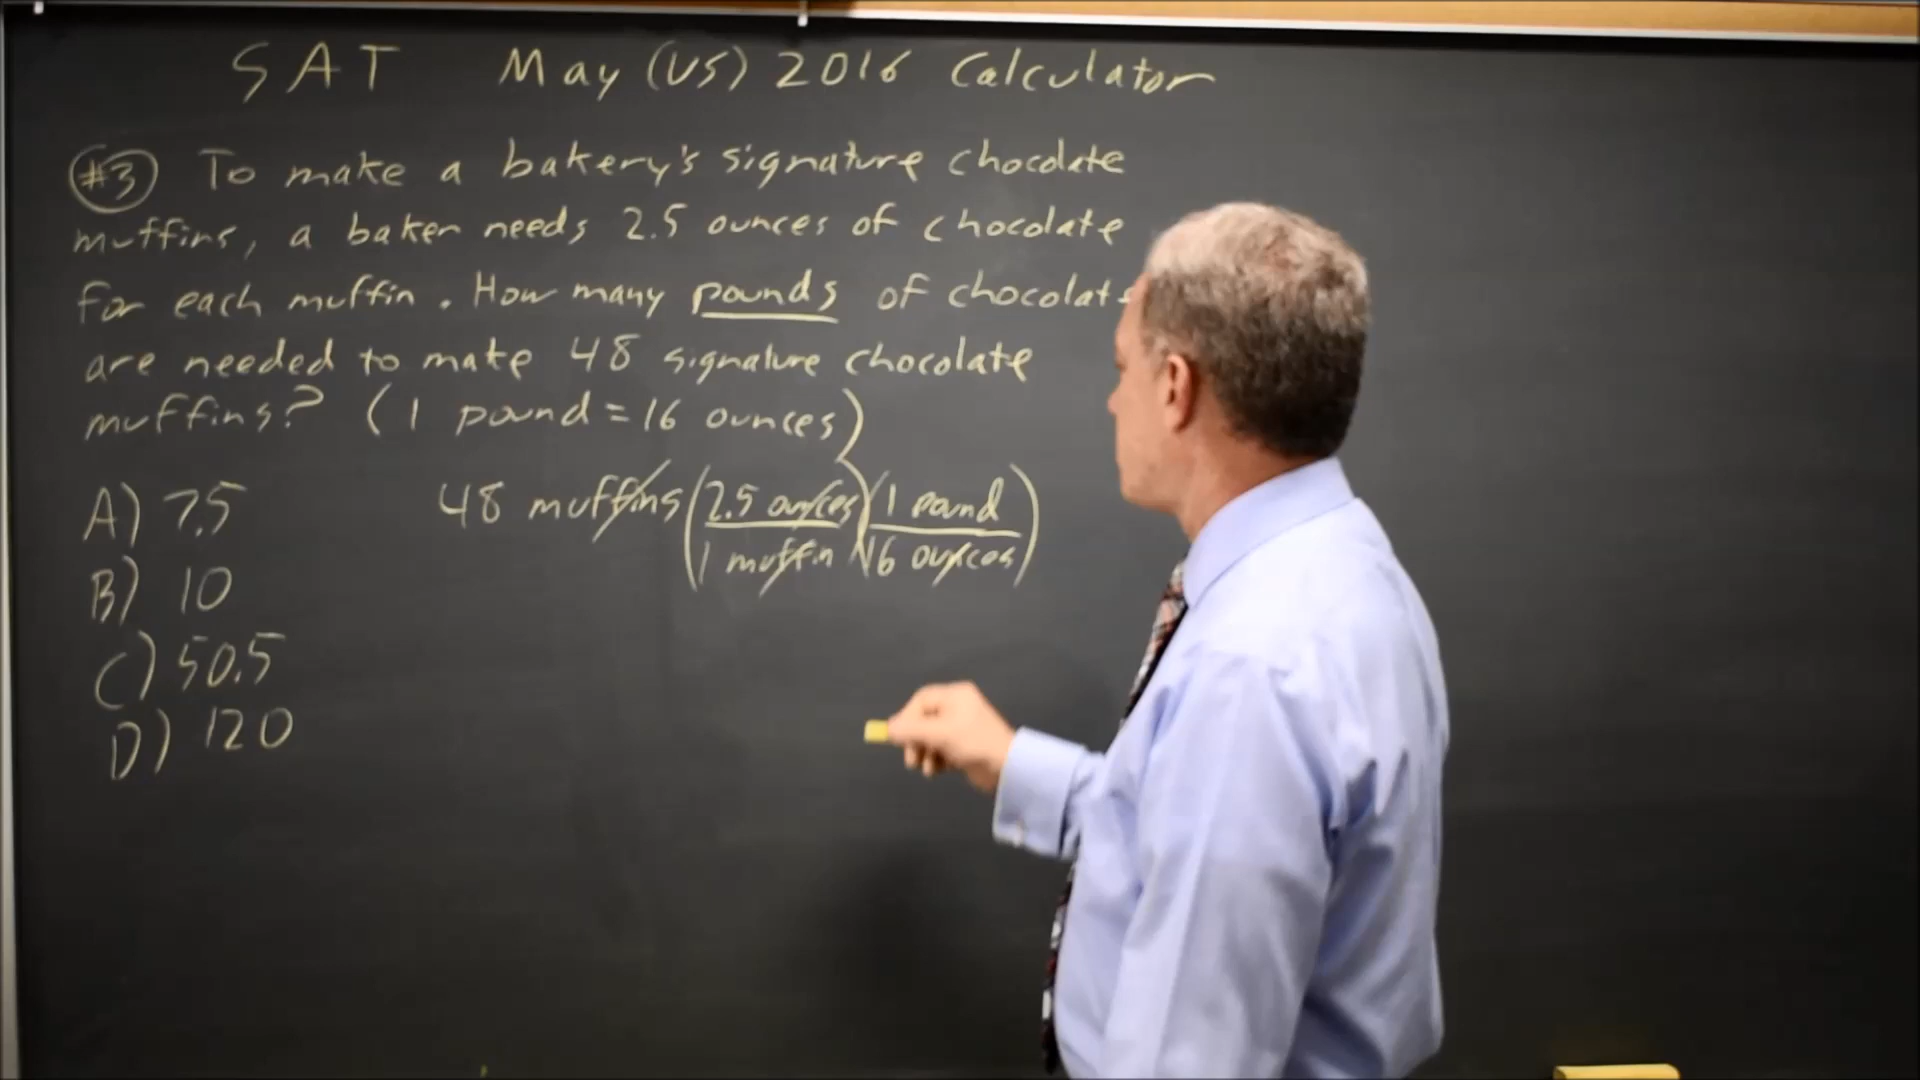 SAT May (US) 2016 Calculator
#3 To make a bakery's signature chocolate
muffins, a baker needs 2.5 ounces of chocolate
for each muffin. How many pounds of chocolate
are needed to make 48 signature chocolate
muffins? (1 pound = 16 ounces)
A) 7.5
48 muffins (2.5 ounces / 1 muffin)(1 pound / 16 ounces)
B) 10
C) 50.5
D) 120